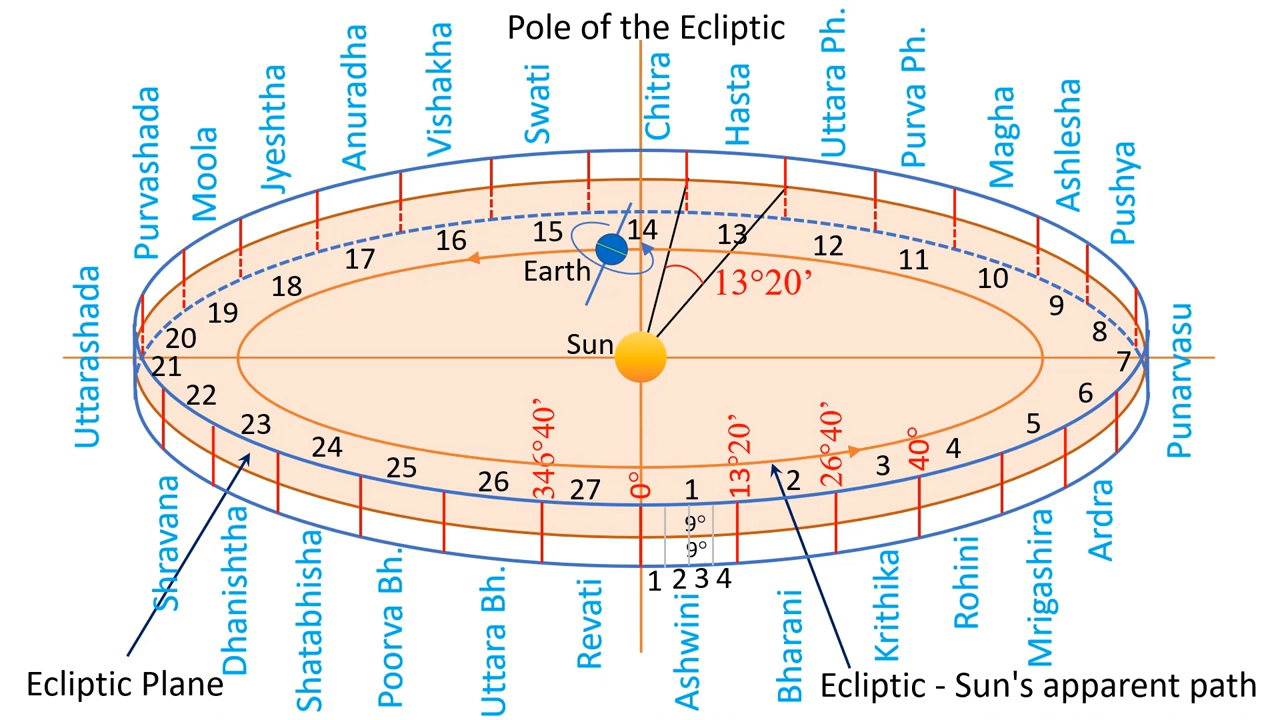 Pole of the Ecliptic
Purvashada
Moola
Jyeshtha
Anuradha
Vishakha
Swati
Chitra
Hasta
Uttara Ph.
Purva Ph.
Magha
Ashlesha
Pushya
Uttarashada
Punarvasu
15
14
13
16
12
17
11
18
10
19
9
20
8
21
7
22
6
23
5
24
4
25
3
26
2
27
1
Earth
13°20’
Sun
346°40’
0°
13°20’
26°40’
40°
9°
9°
1 2 3 4
Shravana
Dhanishtha
Shatabhisha
Poorva Bh.
Uttara Bh.
Revati
Ashwini
Bharani
Krithika
Rohini
Mrigashira
Ardra
Ecliptic Plane
Ecliptic - Sun's apparent path